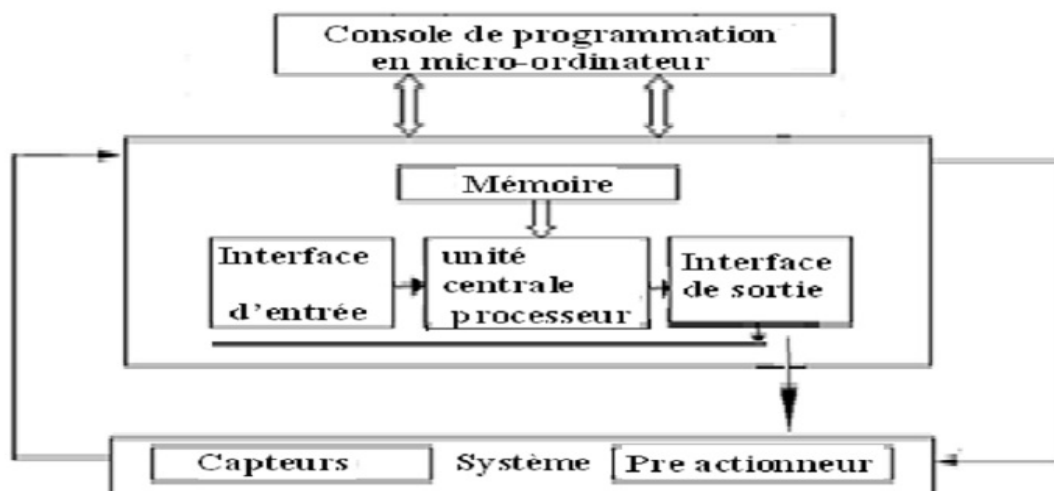 Console de programmation
en micro-ordinateur
Mémoire
Interface
d'entrée
unité
centrale
processeur
Interface
de sortie
Capteurs
Système
Pre actionneur